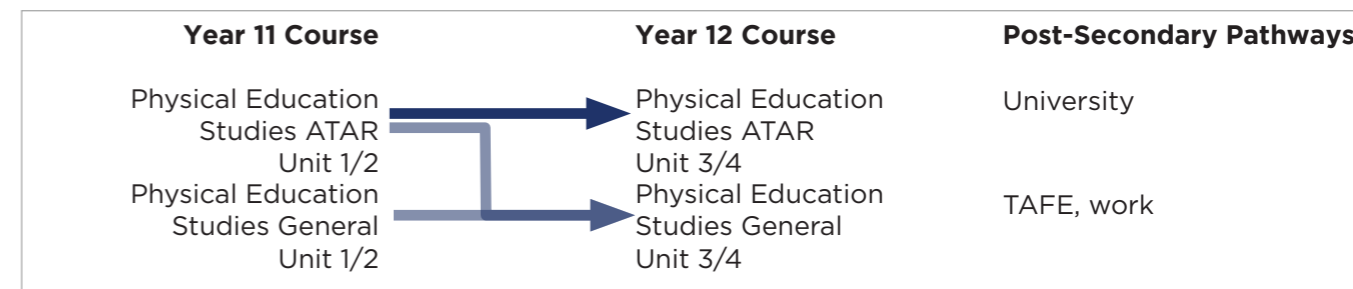 Year 11 Course
Year 12 Course
Post-Secondary Pathways
Physical Education
Studies ATAR
Unit 1/2
Physical Education
Studies ATAR
Unit 3/4
University
Physical Education
Studies General
Unit 1/2
Physical Education
Studies General
Unit 3/4
TAFE, work